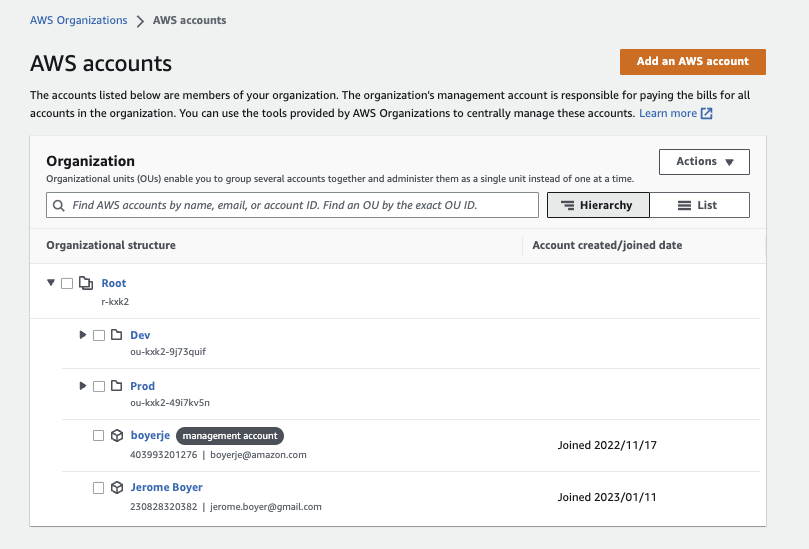 AWS Organizations > AWS accounts
AWS accounts
Add an AWS account
The accounts listed below are members of your organization. The organization's management account is responsible for paying the bills for all
accounts in the organization. You can use the tools provided by AWS Organizations to centrally manage these accounts. Learn more
Organization
Actions
Organizational units (OUs) enable you to group several accounts together and administer them as a single unit instead of one at a time.
Find AWS accounts by name, email, or account ID. Find an OU by the exact OU ID.
Hierarchy
List
Organizational structure
Account created/joined date
Root
r-kxk2
Dev
ou-kxk2-9j73quif
Prod
ou-kxk2-49i7kv5n
boyerje management account
403993201276 | boyerje@amazon.com
Joined 2022/11/17
Jerome Boyer
230828320382 | jerome.boyer@gmail.com
Joined 2023/01/11